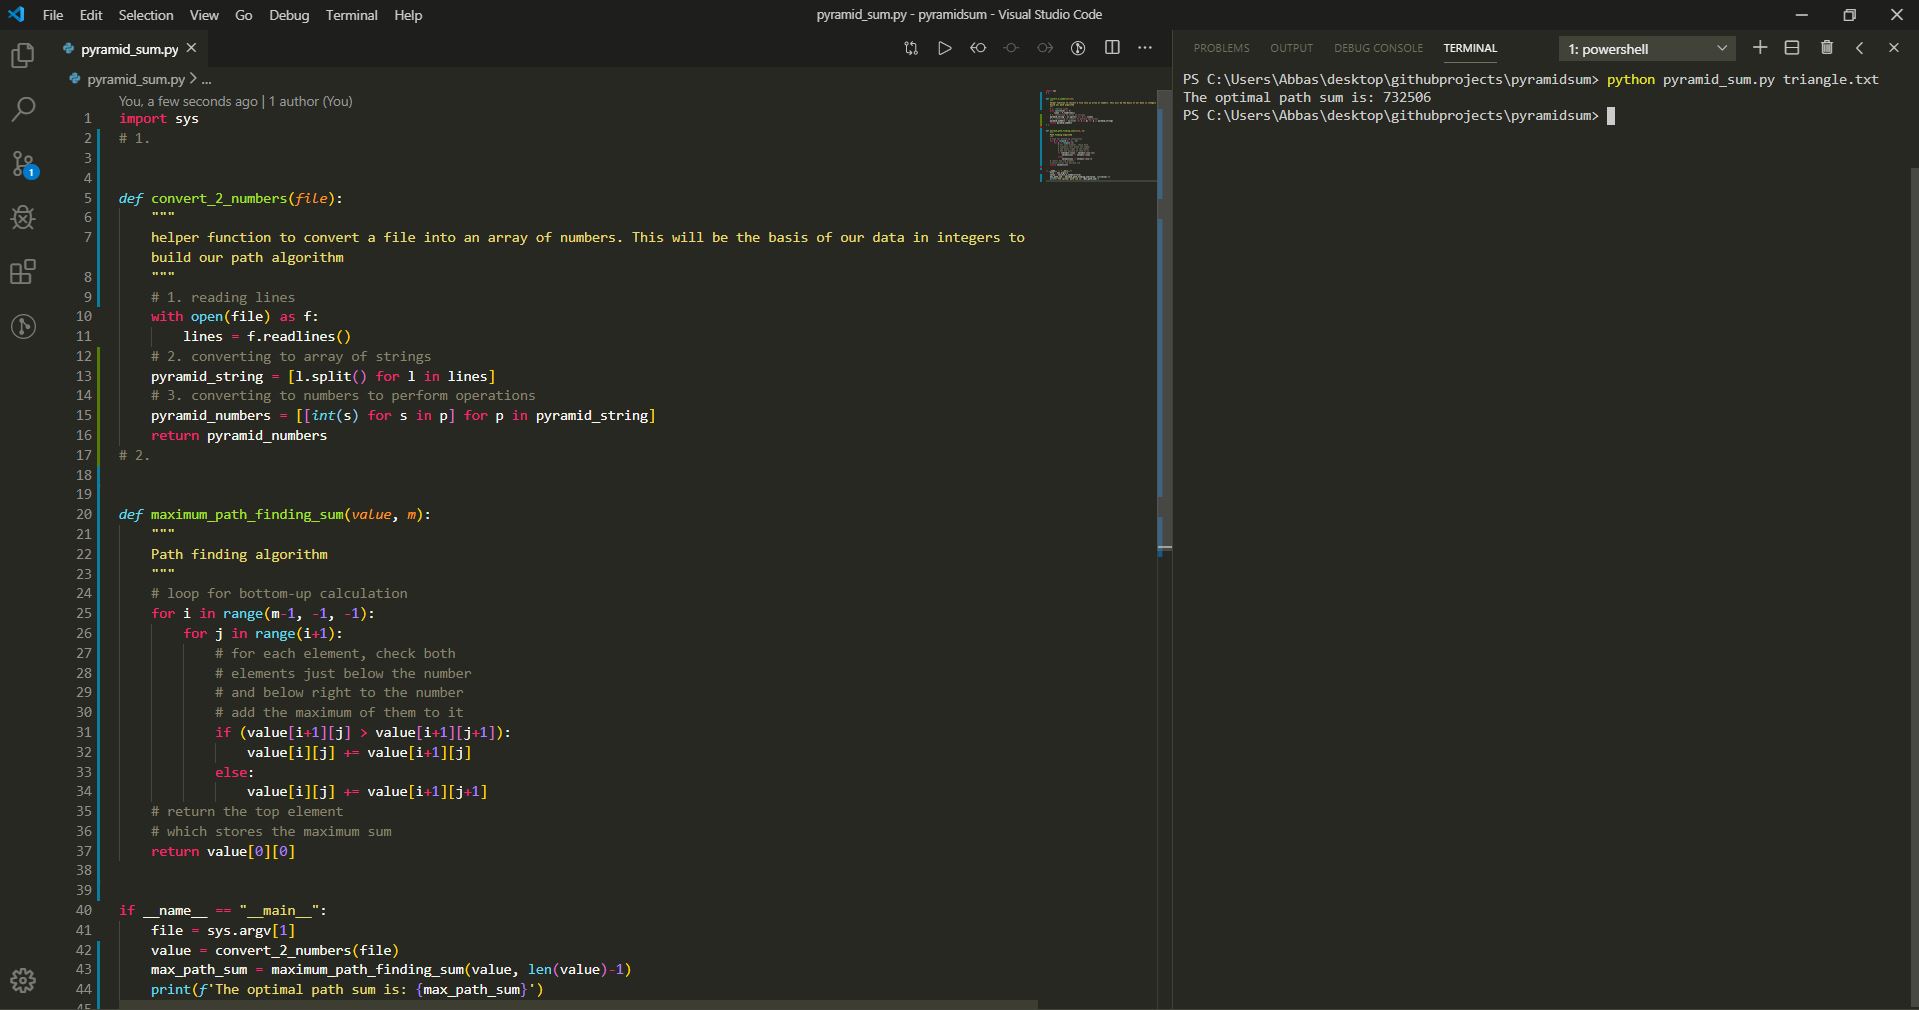 File Edit Selection View Go Debug Terminal Help
pyramid_sum.py - pyramidsum - Visual Studio Code
pyramid_sum.py
pyramid_sum.py > ...
You, a few seconds ago | 1 author (You)
1 import sys
2 # 1.
3
4
5 def convert_2_numbers(file):
6 """
7 helper function to convert a file into an array of numbers. This will be the basis of our data in integers to
build our path algorithm
8 """
9 # 1. reading lines
10 with open(file) as f:
11 lines = f.readlines()
12 # 2. converting to array of strings
13 pyramid_string = [l.split() for l in lines]
14 # 3. converting to numbers to perform operations
15 pyramid_numbers = [[int(s) for s in p] for p in pyramid_string]
16 return pyramid_numbers
17 # 2.
18
19
20 def maximum_path_finding_sum(value, m):
21 """
22 Path finding algorithm
23 """
24 # loop for bottom-up calculation
25 for i in range(m-1, -1, -1):
26 for j in range(i+1):
27 # for each element, check both
28 # elements just below the number
29 # and below right to the number
30 # add the maximum of them to it
31 if (value[i+1][j] > value[i+1][j+1]):
32 value[i][j] += value[i+1][j]
33 else:
34 value[i][j] += value[i+1][j+1]
35 # return the top element
36 # which stores the maximum sum
37 return value[0][0]
38
39
40 if __name__ == "__main__":
41 file = sys.argv[1]
42 value = convert_2_numbers(file)
43 max_path_sum = maximum_path_finding_sum(value, len(value)-1)
44 print(f'The optimal path sum is: {max_path_sum}')
45
1
PROBLEMS OUTPUT DEBUG CONSOLE TERMINAL
1: powershell
PS C:\Users\Abbas\desktop\githubprojects\pyramidsum> python pyramid_sum.py triangle.txt
The optimal path sum is: 732506
PS C:\Users\Abbas\desktop\githubprojects\pyramidsum>